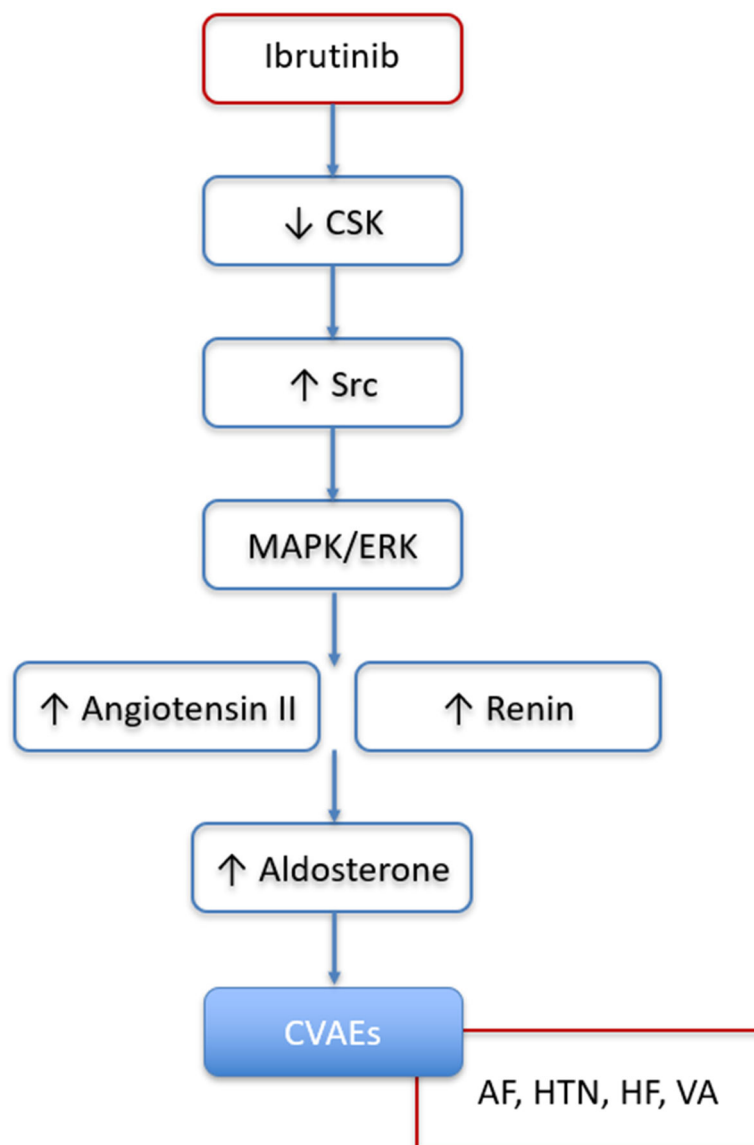 Ibrutinib
↓ CSK
↑ Src
MAPK/ERK
↑ Angiotensin II
↑ Renin
↑ Aldosterone
CVAEs
AF, HTN, HF, VA